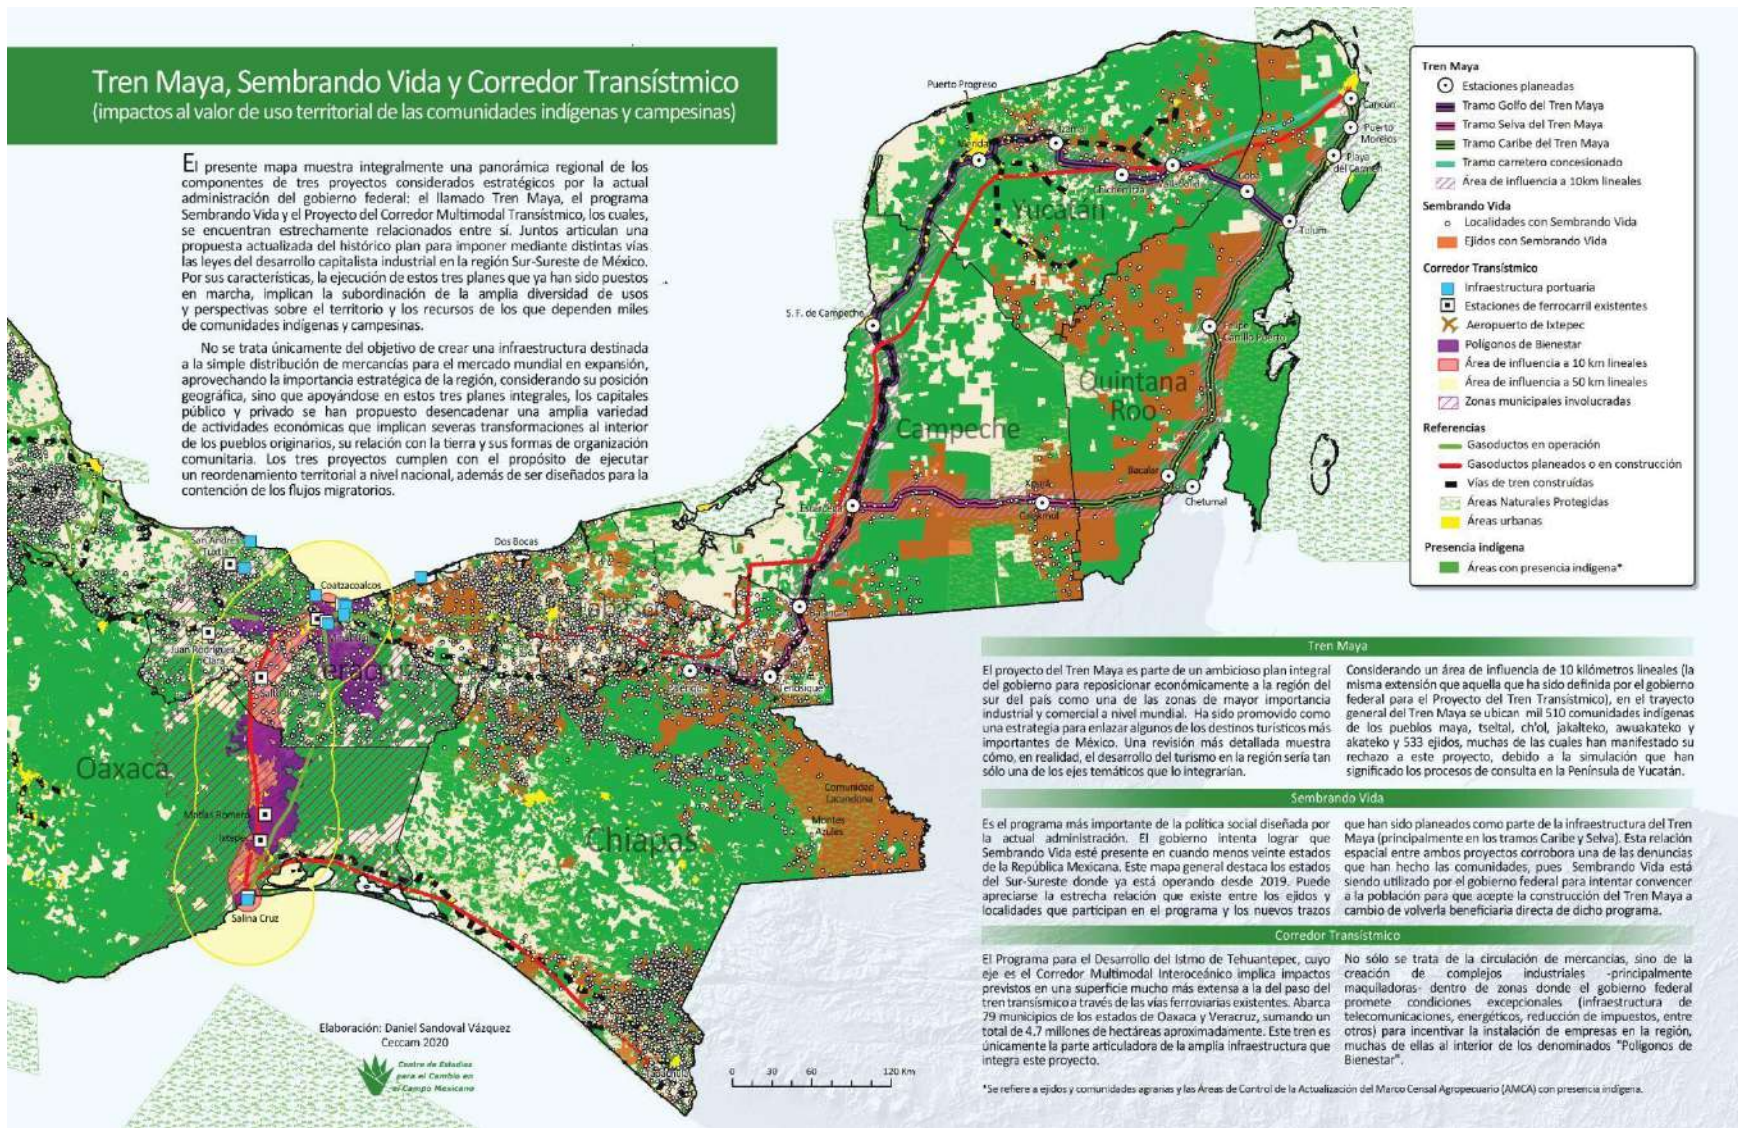 Tren Maya, Sembrando Vida y Corredor Transístmico
(impactos al valor de uso territorial de las comunidades indígenas y campesinas)
El presente mapa muestra integralmente una panorámica regional de los
componentes de tres proyectos considerados estratégicos por la actual
administración del gobierno federal: el llamado Tren Maya, el programa
Sembrando Vida y el Proyecto del Corredor Multimodal Transístmico, los cuales,
se encuentran estrechamente relacionados entre sí. Juntos articulan una
propuesta actualizada del histórico plan para imponer mediante distintas vías
las leyes del desarrollo capitalista industrial en la región Sur-Sureste de México.
Por sus características, la ejecución de estos tres planes que ya han sido puestos
en marcha, implican la subordinación de la amplia diversidad de usos
y perspectivas sobre el territorio y los recursos de los que dependen miles
de comunidades indígenas y campesinas.
No se trata únicamente del objetivo de crear una infraestructura destinada
a la simple distribución de mercancías para el mercado mundial en expansión,
aprovechando la importancia estratégica de la región, considerando su posición
geográfica, sino que apoyándose en estos tres planes integrales, los capitales
público y privado se han propuesto desencadenar una amplia variedad
de actividades económicas que implican severas transformaciones al interior
de los pueblos originarios, su relación con la tierra y sus formas de organización
comunitaria. Los tres proyectos cumplen con el propósito de ejecutar
un reordenamiento territorial a nivel nacional, además de ser diseñados para la
contención de los flujos migratorios.
Tren Maya
Estaciones planeadas
Tramo Golfo del Tren Maya
Tramo Selva del Tren Maya
Tramo Caribe del Tren Maya
Tramo carretero concesionado
Área de influencia a 10km lineales
Sembrando Vida
Localidades con Sembrando Vida
Ejidos con Sembrando Vida
Corredor Transístmico
Infraestructura portuaria
Estaciones de ferrocarril existentes
Aeropuerto de Ixtepec
Polígonos de Bienestar
Área de influencia a 10 km lineales
Área de influencia a 50 km lineales
Zonas municipales involucradas
Referencias
Gasoductos en operación
Gasoductos planeados o en construcción
Vías de tren construídas
Áreas Naturales Protegidas
Áreas urbanas
Presencia indígena
Áreas con presencia indígena*
Puerto Progreso
Mérida
Izamal
Chichén Itzá
Valladolid
Cobá
Cancún
Puerto
Morelos
Playa
del Carmen
Tulum
Yucatán
S. F. de Campeche
Felipe
Carrillo Puerto
Quintana
Roo
Campeche
Bacalar
Chetumal
Xpujil
Calakmul
Escárcega
Dos Bocas
San Andrés
Tuxtla
Coatzacoalcos
Tabasco
Juan Rodríguez
Clara
Veracruz
Palenque
Tenosique
Oaxaca
Comunidad
Lacandona
Montes
Azules
Matías Romero
Ixtepec
Chiapas
Salina Cruz
Elaboración: Daniel Sandoval Vázquez
Ceccam 2020
Centro de Estudios
para el Cambio en
el Campo Mexicano
0 30 60 120 Km
Tren Maya
El proyecto del Tren Maya es parte de un ambicioso plan integral
del gobierno para reposicionar económicamente a la región del
sur del país como una de las zonas de mayor importancia
industrial y comercial a nivel mundial. Ha sido promovido como
una estrategia para enlazar algunos de los destinos turísticos más
importantes de México. Una revisión más detallada muestra
cómo, en realidad, el desarrollo del turismo en la región sería tan
sólo una de los ejes temáticos que lo integrarían.
Considerando un área de influencia de 10 kilómetros lineales (la
misma extensión que aquella que ha sido definida por el gobierno
federal para el Proyecto del Tren Transístmico), en el trayecto
general del Tren Maya se ubican mil 510 comunidades indígenas
de los pueblos maya, tseltal, ch'ol, jakalteko, awuakateko y
akateko y 533 ejidos, muchas de las cuales han manifestado su
rechazo a este proyecto, debido a la simulación que han
significado los procesos de consulta en la Península de Yucatán.
Sembrando Vida
Es el programa más importante de la política social diseñada por
la actual administración. El gobierno intenta lograr que
Sembrando Vida esté presente en cuando menos veinte estados
de la República Mexicana. Este mapa general destaca los estados
del Sur-Sureste donde ya está operando desde 2019. Puede
apreciarse la estrecha relación que existe entre los ejidos y
localidades que participan en el programa y los nuevos trazos
que han sido planeados como parte de la infraestructura del Tren
Maya (principalmente en los tramos Caribe y Selva). Esta relación
espacial entre ambos proyectos corrobora una de las denuncias
que han hecho las comunidades, pues Sembrando Vida está
siendo utilizado por el gobierno federal para intentar convencer
a la población para que acepte la construcción del Tren Maya a
cambio de volverla beneficiaria directa de dicho programa.
Corredor Transístmico
El Programa para el Desarrollo del Istmo de Tehuantepec, cuyo
eje es el Corredor Multimodal Interoceánico implica impactos
previstos en una superficie mucho más extensa a la del paso del
tren transísmico a través de las vías ferroviarias existentes. Abarca
79 municipios de los estados de Oaxaca y Veracruz, sumando un
total de 4.7 millones de hectáreas aproximadamente. Este tren es
únicamente la parte articuladora de la amplia infraestructura que
integra este proyecto.
No sólo se trata de la circulación de mercancías, sino de la
creación de complejos industriales -principalmente
maquiladoras- dentro de zonas donde el gobierno federal
promete condiciones excepcionales (infraestructura de
telecomunicaciones, energéticos, reducción de impuestos, entre
otros) para incentivar la instalación de empresas en la región,
muchas de ellas al interior de los denominados "Polígonos de
Bienestar".
*Se refiere a ejidos y comunidades agrarias y las Áreas de Control de la Actualización del Marco Censal Agropecuario (AMCA) con presencia indígena.